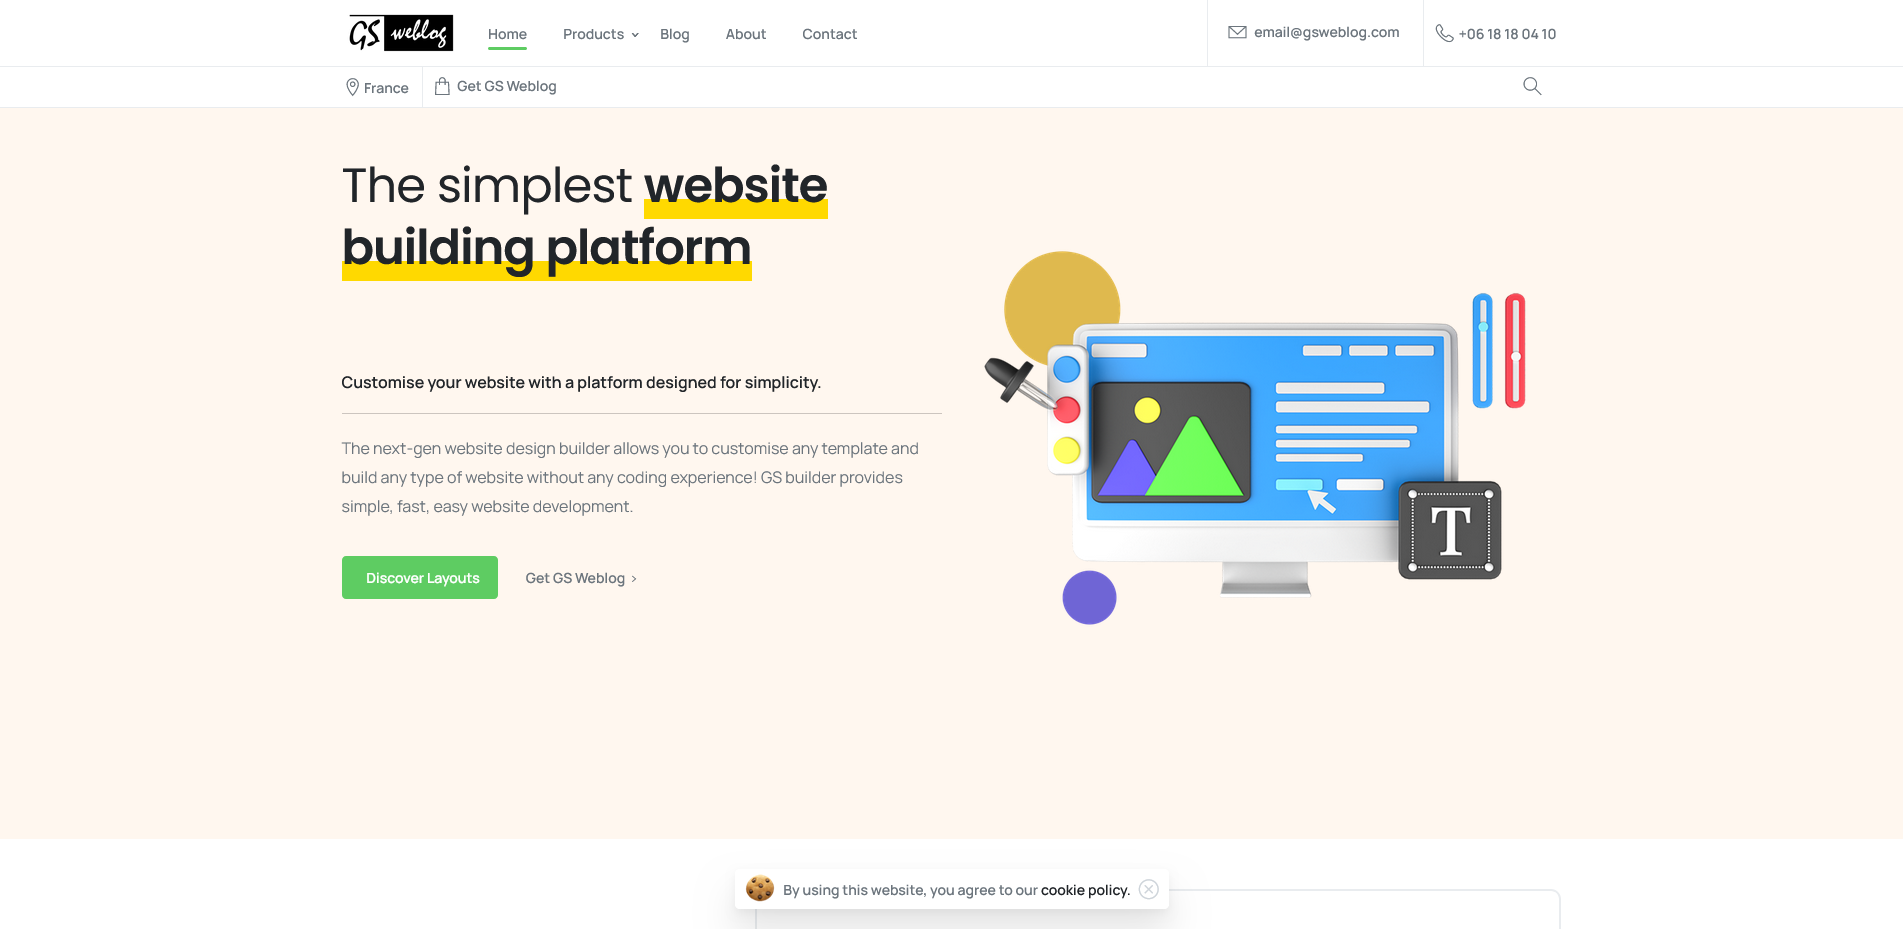 GS weblog
Home Products Blog About Contact
email@gsweblog.com
+06 18 18 04 10
France
Get GS Weblog
The simplest website
building platform
Customise your website with a platform designed for simplicity.
The next-gen website design builder allows you to customise any template and
build any type of website without any coding experience! GS builder provides
simple, fast, easy website development.
Discover Layouts
Get GS Weblog ›
T
By using this website, you agree to our cookie policy.